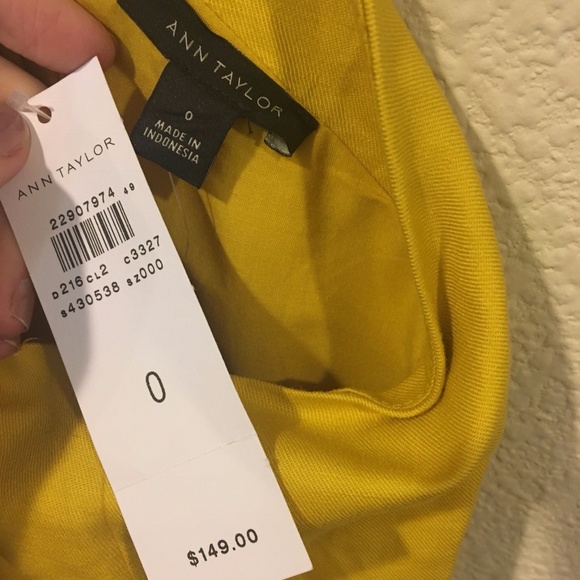 ANN TAYLOR
0
MADE IN
INDONESIA
ANN TAYLOR
22907974 49
D216 CL2 C3327
S430538 SZ000
0
$149.00